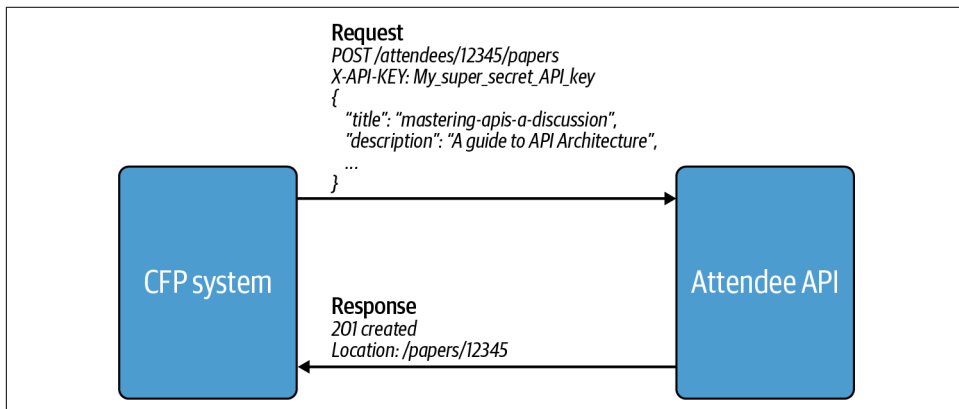 Request
POST /attendees/12345/papers
X-API-KEY: My_super_secret_API_key
{
“title”: “mastering-apis-a-discussion”,
"description": “A guide to API Architecture”,
...
}
CFP system
Attendee API
Response
201 created
Location: /papers/12345